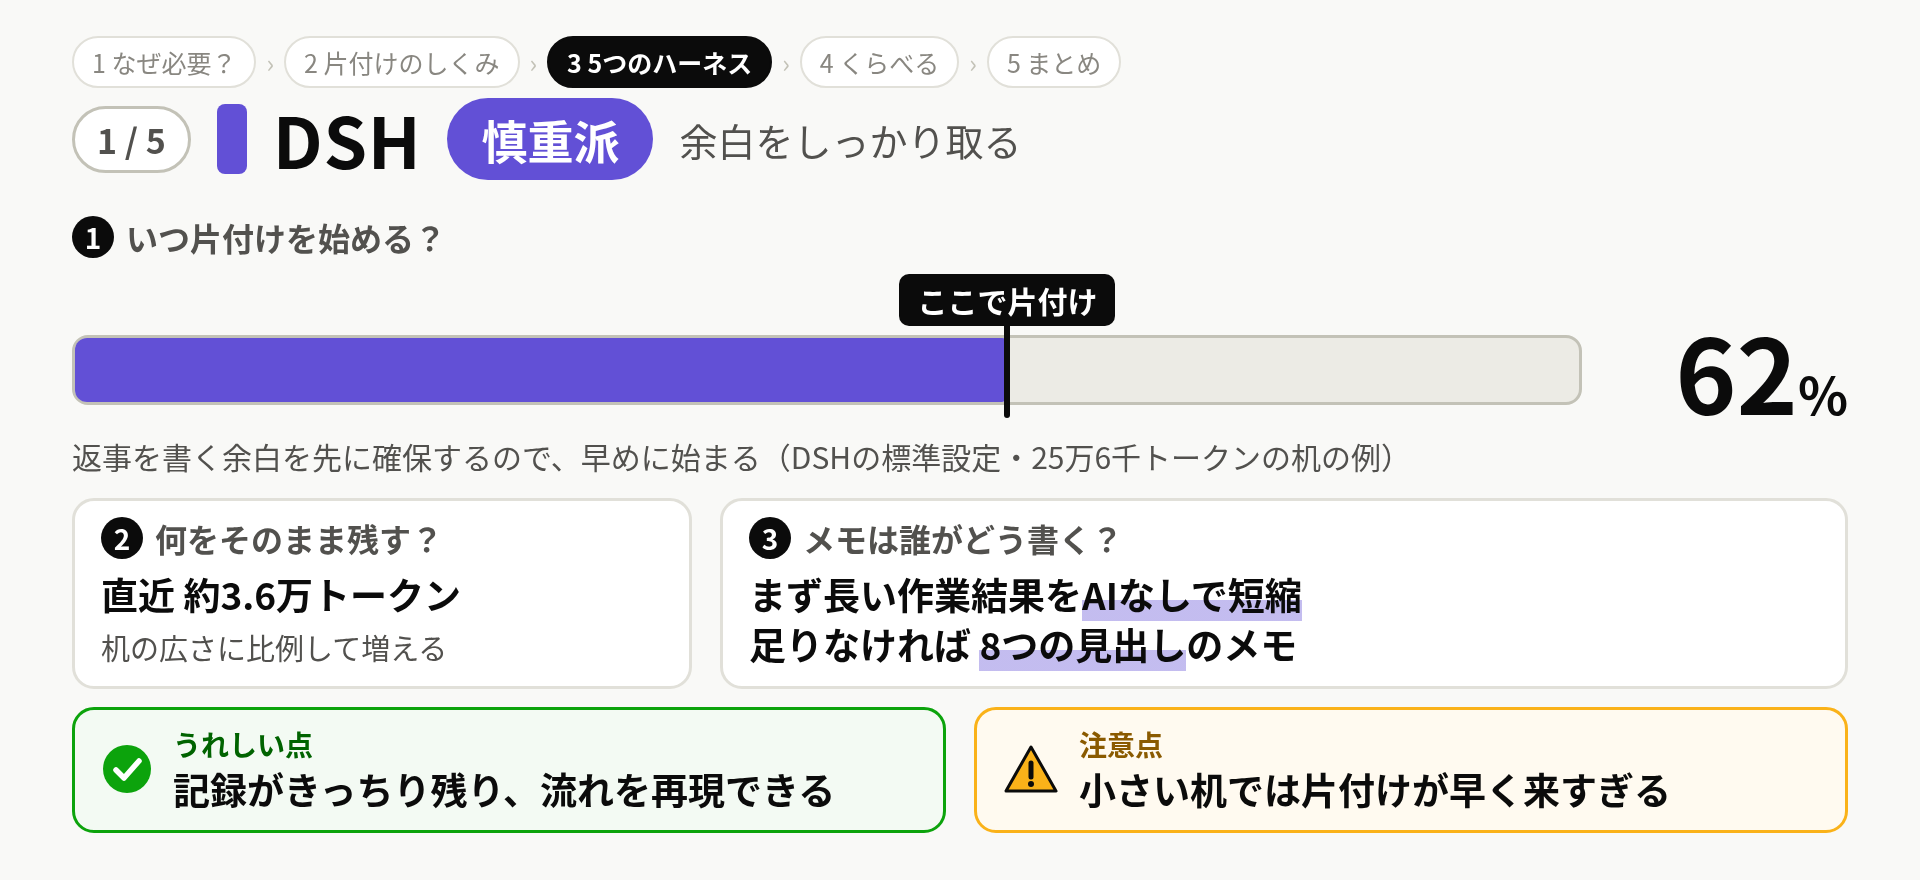 1 なぜ必要？ › 2 片付けのしくみ › 3 5つのハーネス › 4 くらべる › 5 まとめ
1 / 5 DSH 慎重派 余白をしっかり取る
1 いつ片付けを始める？
ここで片付け
62%
返事を書く余白を先に確保するので、早めに始まる（DSHの標準設定・25万6千トークンの机の例）
2 何をそのまま残す？
直近 約3.6万トークン
机の広さに比例して増える
3 メモは誰がどう書く？
まず長い作業結果をAIなしで短縮
足りなければ 8つの見出しのメモ
うれしい点
記録がきっちり残り、流れを再現できる
注意点
小さい机では片付けが早く来すぎる